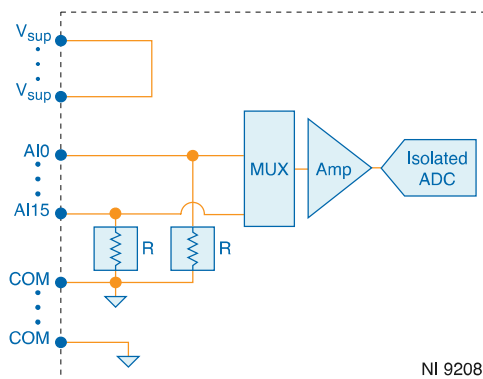 Vsup
Vsup
AI0
AI15
MUX
Amp
Isolated
ADC
R
R
COM
COM
NI 9208